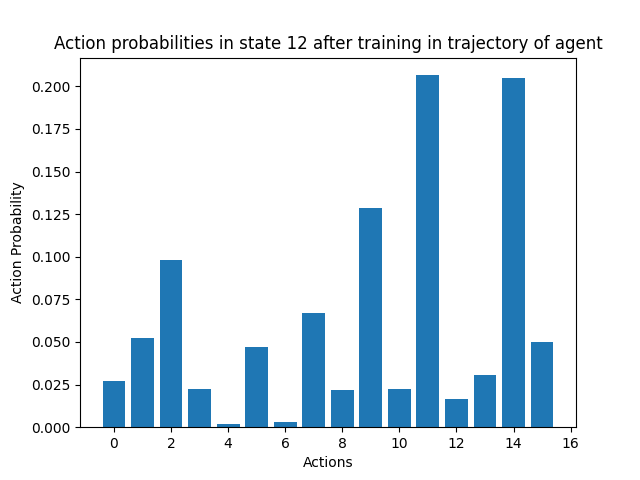 Action probabilities in state 12 after training in trajectory of agent
0.200
0.175
0.150
0.125
0.100
0.075
0.050
0.025
0.000
Action Probability
0 2 4 6 8 10 12 14 16
Actions